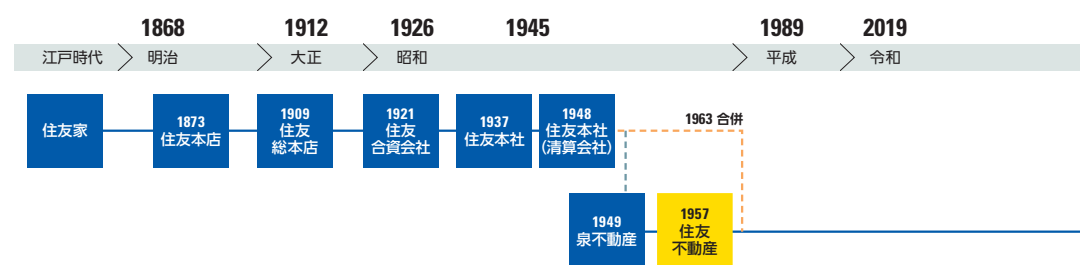 1868 1912 1926 1945 1989 2019
江戸時代 明治 大正 昭和 平成 令和
住友家
1873
住友本店
1909
住友
総本店
1921
住友
合資会社
1937
住友本社
1948
住友本社
(清算会社)
1963 合併
1949
泉不動産
1957
住友
不動産